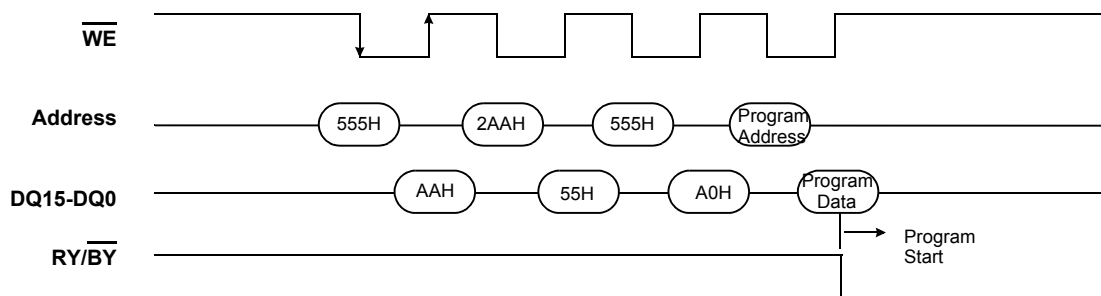 WE
Address 555H 2AAH 555H Program
Address
DQ15-DQ0 AAH 55H A0H Program
Data
RY/BY Program
Start